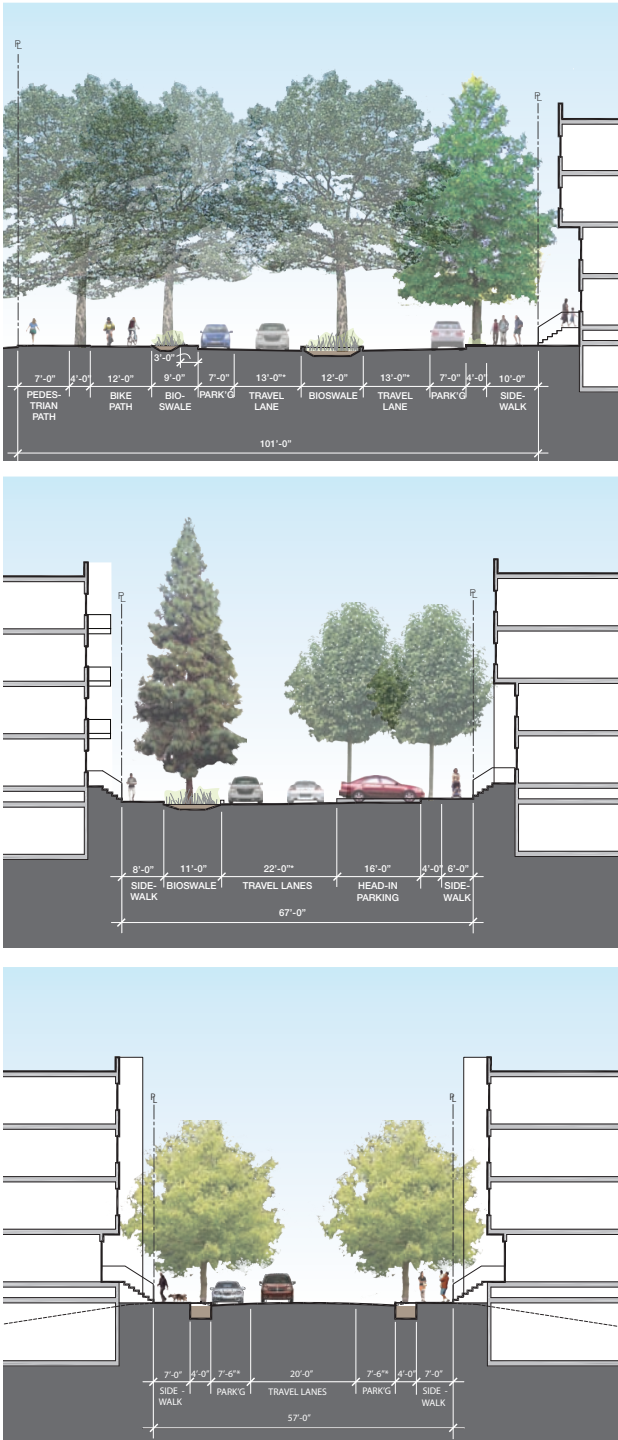 PL
PL
3'-0"
7'-0" 4'-0" 12'-0" 9'-0" 7'-0" 13'-0"* 12'-0" 13'-0"* 7'-0" 4'-0" 10'-0"
PEDES- BIKE BIO- PARK'G TRAVEL BIOSWALE TRAVEL PARK'G SIDE-
TRIAN PATH SWALE LANE LANE WALK
PATH
101'-0"
PL
PL
8'-0" 11'-0" 22'-0"* 16'-0" 4'-0" 6'-0"
SIDE- BIOSWALE TRAVEL LANES HEAD-IN SIDE-
WALK PARKING WALK
67'-0"
PL
PL
7'-0" 4'-0" 7'-6"* 20'-0" 7'-6"* 4'-0" 7'-0"
SIDE - PARK'G TRAVEL LANES PARK'G SIDE -
WALK WALK
57'-0"